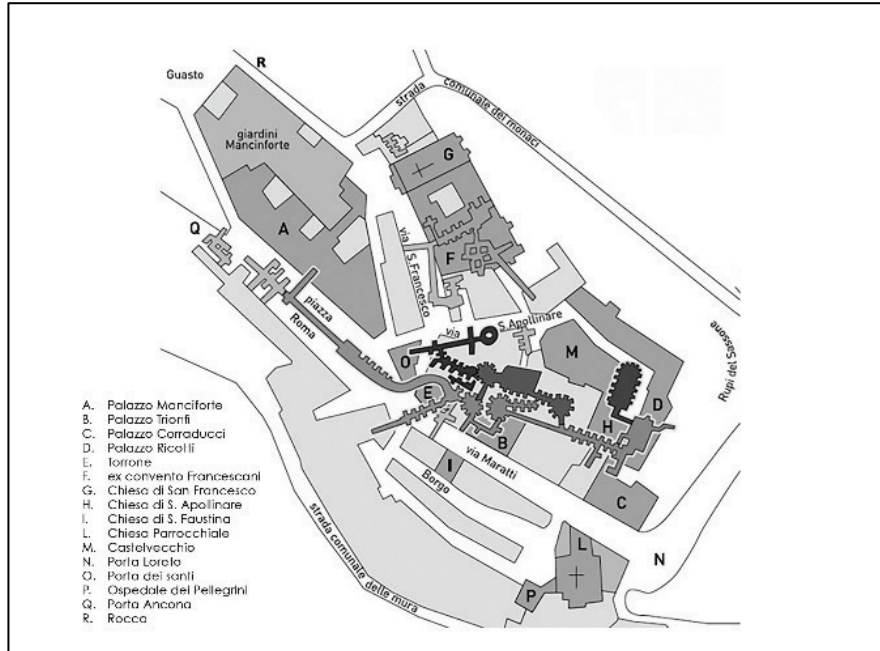 R
Guasto
strada
comunale dei monaci
giardini
Mancinforte
G
A
Q
via
S. Francesco
F
piazza
Roma
via
S. Apollinare
O
M
Rupi del Sassone
E
D
H
B
via Maratti
I
Borgo
C
L
N
P
strada comunale delle mura
A. Palazzo Manciforte
B. Palazzo Trionfi
C. Palazzo Corraducci
D. Palazzo Ricotti
E. Torrone
F. ex convento Francescani
G. Chiesa di San Francesco
H. Chiesa di S. Apollinare
I. Chiesa di S. Faustina
L. Chiesa Parrocchiale
M. Castelvecchio
N. Porta Loreto
O. Porta dei santi
P. Ospedale dei Pellegrini
Q. Porta Ancona
R. Rocca